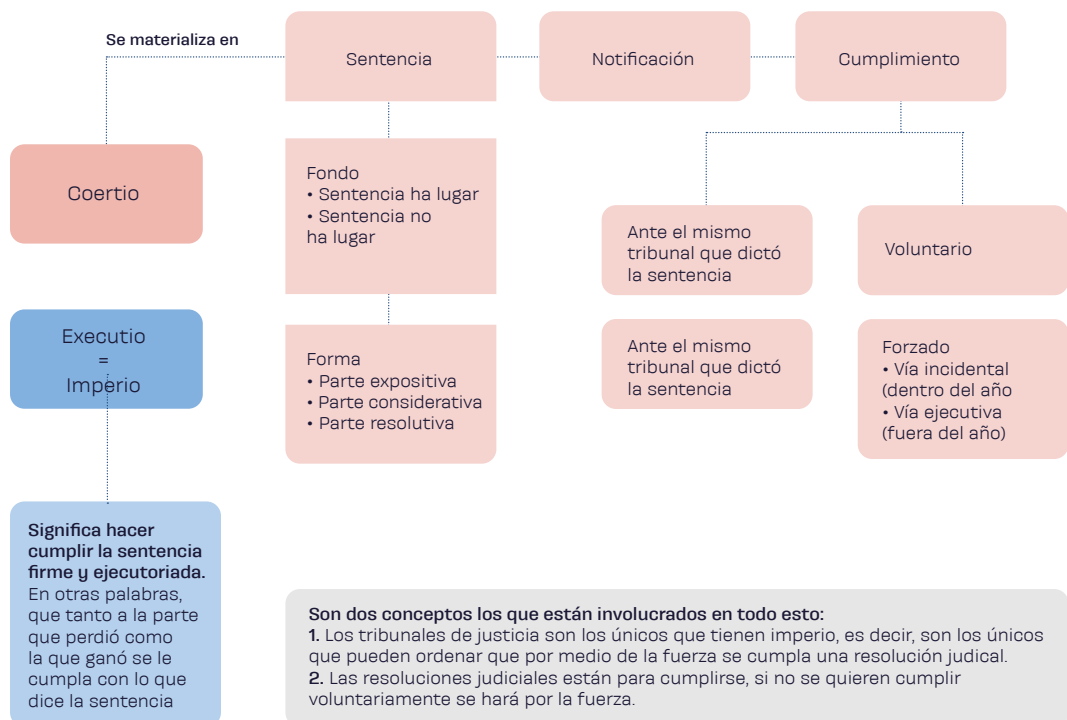 Se materializa en
Sentencia
Notificación
Cumplimiento
Coertio
Fondo
• Sentencia ha lugar
• Sentencia no
ha lugar
Ante el mismo
tribunal que dictó
la sentencia
Voluntario
Executio
=
Imperio
Forma
• Parte expositiva
• Parte considerativa
• Parte resolutiva
Ante el mismo
tribunal que dictó
la sentencia
Forzado
• Vía incidental
(dentro del año
• Vía ejecutiva
(fuera del año)
Significa hacer
cumplir la sentencia
firme y ejecutoriada.
En otras palabras,
que tanto a la parte
que perdió como
la que ganó se le
cumpla con lo que
dice la sentencia
Son dos conceptos los que están involucrados en todo esto:
1. Los tribunales de justicia son los únicos que tienen imperio, es decir, son los únicos
que pueden ordenar que por medio de la fuerza se cumpla una resolución judical.
2. Las resoluciones judiciales están para cumplirse, si no se quieren cumplir
voluntariamente se hará por la fuerza.